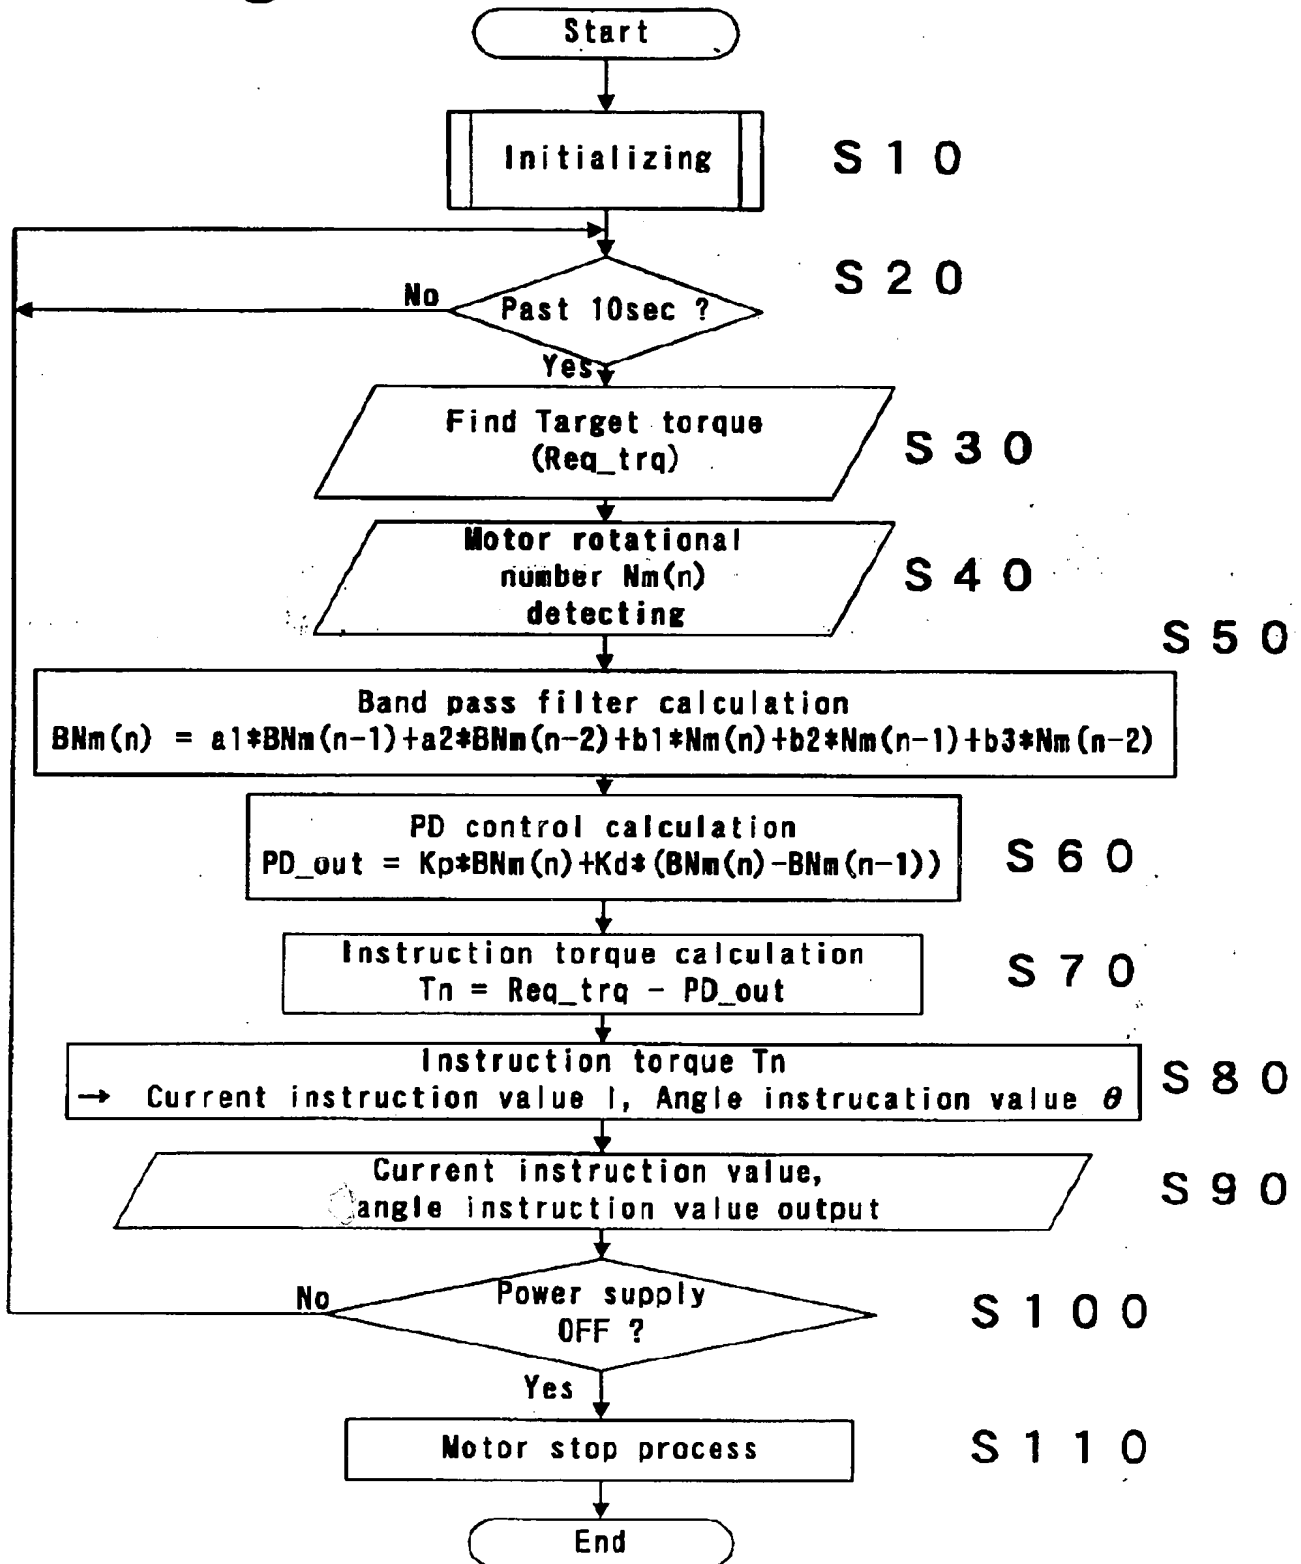 Start
Initializing
S10
S20
No
Past 10sec ?
Yes
Find Target torque
(Req_trq)
S30
Motor rotational
number Nm(n)
detecting
S40
S50
Band pass filter calculation
BNm(n) = a1*BNm(n-1)+a2*BNm(n-2)+b1*Nm(n)+b2*Nm(n-1)+b3*Nm(n-2)
PD control calculation
PD_out = Kp*BNm(n)+Kd*(BNm(n)-BNm(n-1))
S60
Instruction torque calculation
Tn = Req_trq - PD_out
S70
Instruction torque Tn
→ Current instruction value I, Angle instrucation value θ
S80
Current instruction value,
angle instruction value output
S90
No
Power supply
OFF ?
S100
Yes
Motor stop process
S110
End